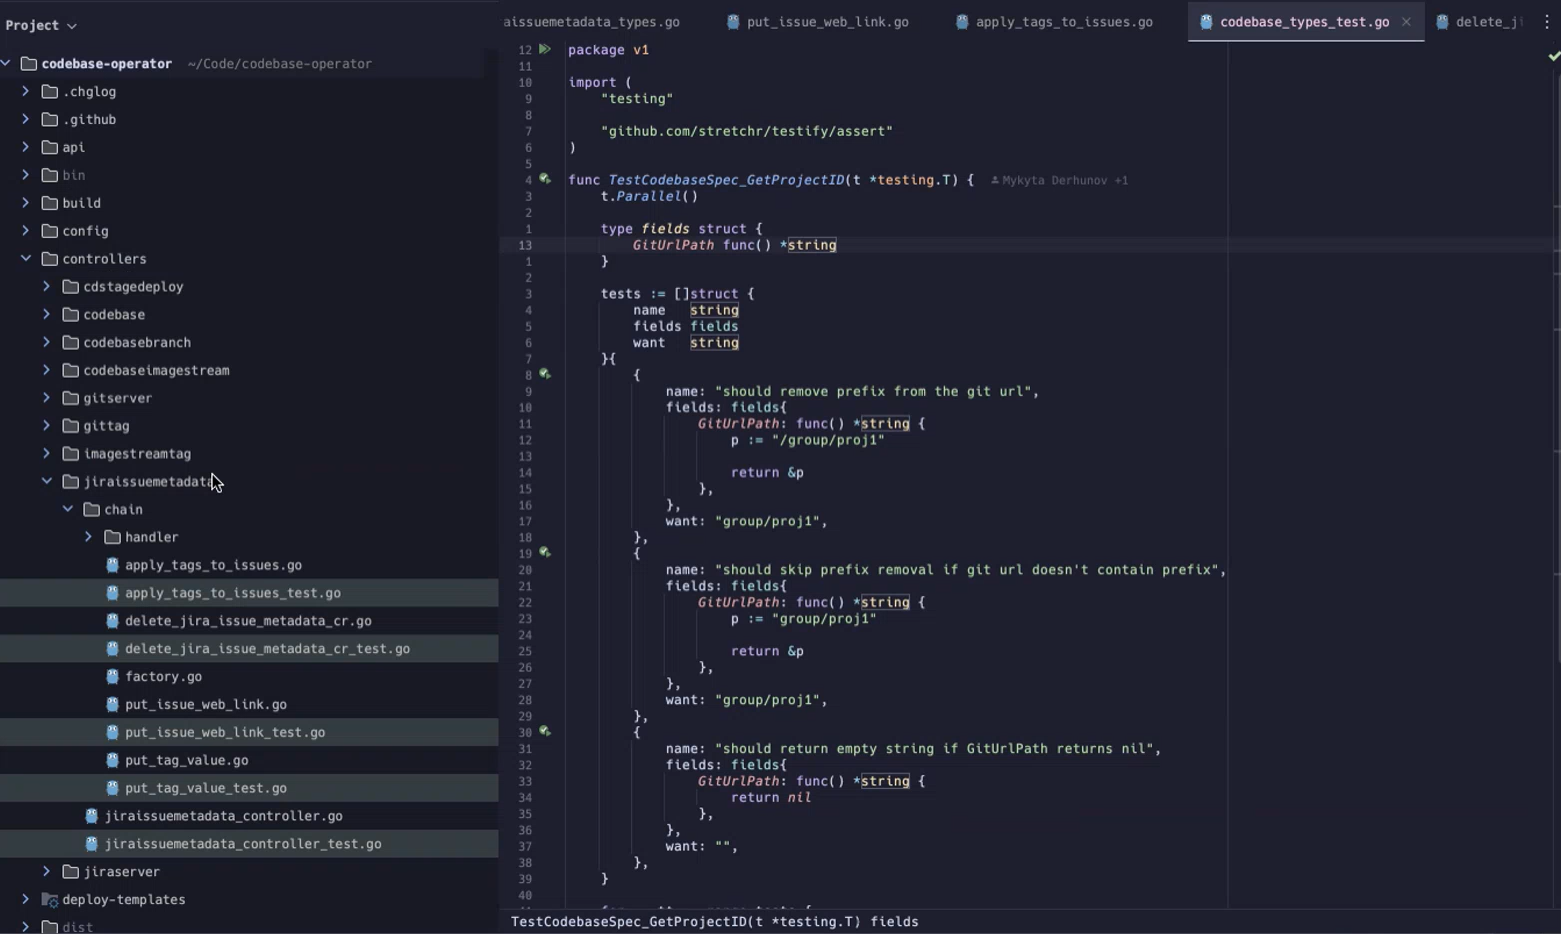 Project
codebase-operator ~/Code/codebase-operator
.chglog
.github
api
bin
build
config
controllers
cdstagedeploy
codebase
codebasebranch
codebaseimagestream
gitserver
gittag
imagestreamtag
jiraissuemetadata
chain
handler
apply_tags_to_issues.go
apply_tags_to_issues_test.go
delete_jira_issue_metadata_cr.go
delete_jira_issue_metadata_cr_test.go
factory.go
put_issue_web_link.go
put_issue_web_link_test.go
put_tag_value.go
put_tag_value_test.go
jiraissuemetadata_controller.go
jiraissuemetadata_controller_test.go
jiraserver
deploy-templates
dist
aissuemetadata_types.go put_issue_web_link.go apply_tags_to_issues.go codebase_types_test.go delete_ji
12 package v1
11
10 import (
9 "testing"
8
7 "github.com/stretchr/testify/assert"
6 )
5
4 func TestCodebaseSpec_GetProjectID(t *testing.T) { Mykyta Derhunov +1
3 t.Parallel()
2
1 type fields struct {
13 GitUrlPath func() *string
1 }
2
3 tests := []struct {
4 name string
5 fields fields
6 want string
7 }{
8 {
9 name: "should remove prefix from the git url",
10 fields: fields{
11 GitUrlPath: func() *string {
12 p := "/group/proj1"
13
14 return &p
15 },
16 },
17 want: "group/proj1",
18 },
19 {
20 name: "should skip prefix removal if git url doesn't contain prefix",
21 fields: fields{
22 GitUrlPath: func() *string {
23 p := "group/proj1"
24
25 return &p
26 },
27 },
28 want: "group/proj1",
29 },
30 {
31 name: "should return empty string if GitUrlPath returns nil",
32 fields: fields{
33 GitUrlPath: func() *string {
34 return nil
35 },
36 },
37 want: "",
38 },
39 }
40
TestCodebaseSpec_GetProjectID(t *testing.T) fields